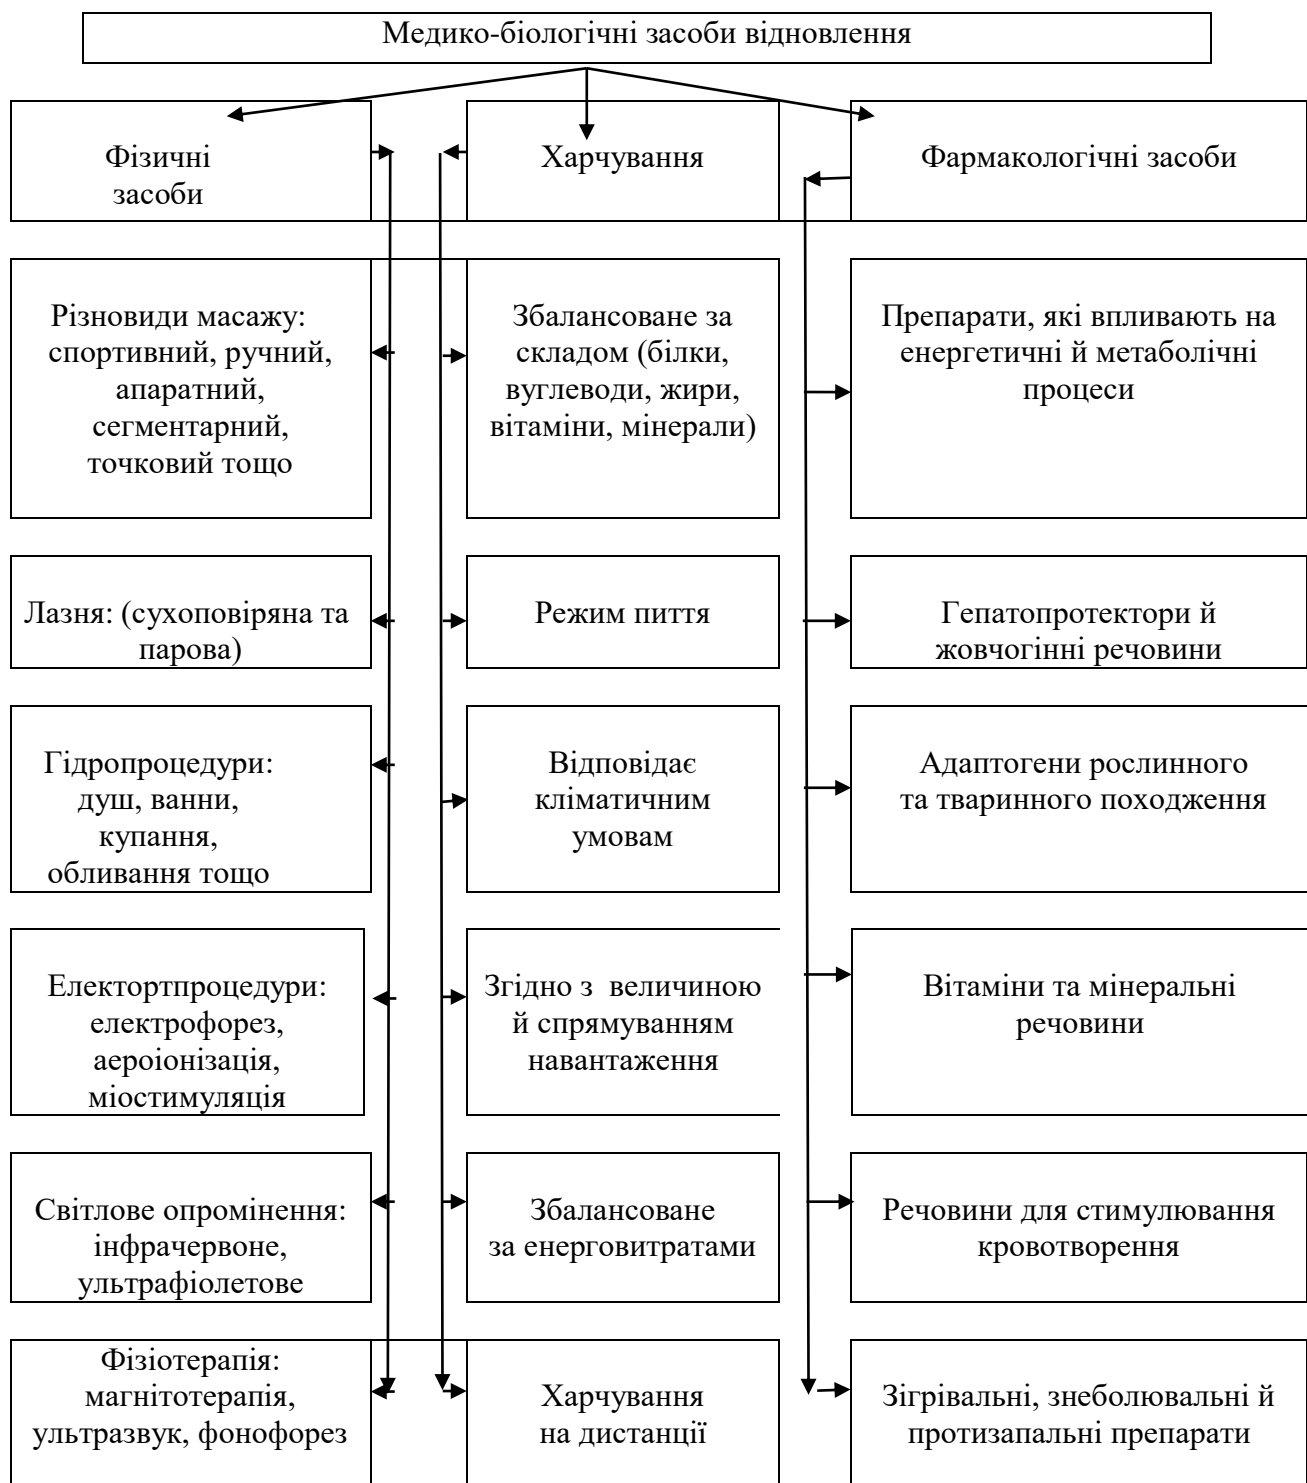 Медико-біологічні засоби відновлення
Фізичні
засоби
Харчування
Фармакологічні засоби
Різновиди масажу:
спортивний, ручний,
апаратний,
сегментарний,
точковий тощо
Збалансоване за
складом (білки,
вуглеводи, жири,
вітаміни, мінерали)
Препарати, які впливають на
енергетичні й метаболічні
процеси
Лазня: (сухоповіряна та
парова)
Режим пиття
Гепатопротектори й
жовчогінні речовини
Гідропроцедури:
душ, ванни,
купання,
обливання тощо
Відповідає
кліматичним
умовам
Адаптогени рослинного
та тваринного походження
Електортпроцедури:
електрофорез,
аероіонізація,
міостимуляція
Згідно з  величиною
й спрямуванням
навантаження
Вітаміни та мінеральні
речовини
Світлове опромінення:
інфрачервоне,
ультрафіолетове
Збалансоване
за енерговитратами
Речовини для стимулювання
кровотворення
Фізіотерапія:
магнітотерапія,
ультразвук, фонофорез
Харчування
на дистанції
Зігрівальні, знеболювальні й
протизапальні препарати